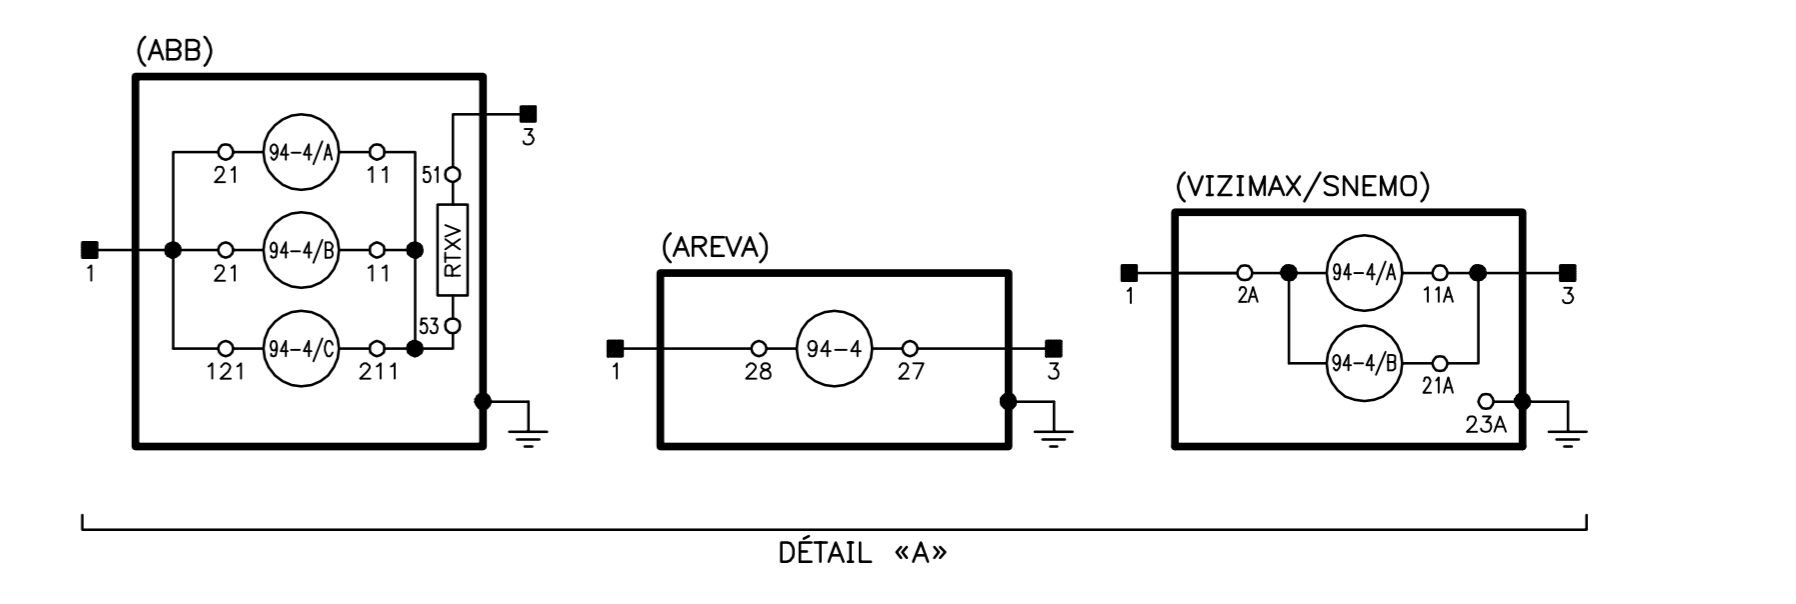 (ABB)
94-4/A
21
11
3
51
94-4/B
21
11
RTXV
1
53
94-4/C
121
211
(AREVA)
94-4
1
28
27
3
(VIZIMAX/SNEMO)
94-4/A
1
2A
11A
3
94-4/B
21A
23A
DÉTAIL «A»